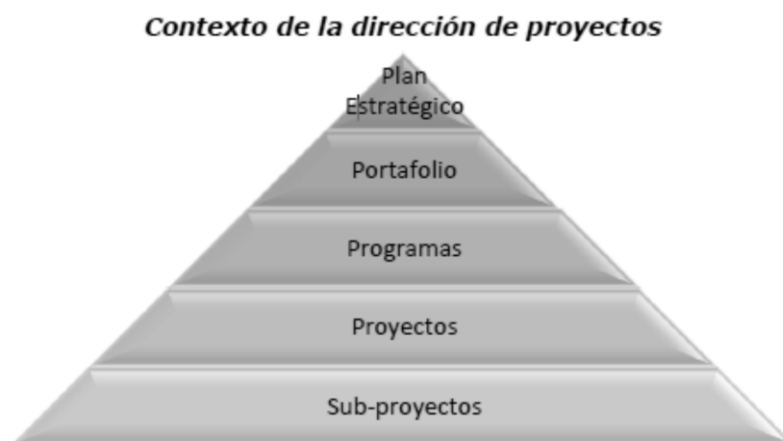 Contexto de la dirección de proyectos
Plan
Estratégico
Portafolio
Programas
Proyectos
Sub-proyectos